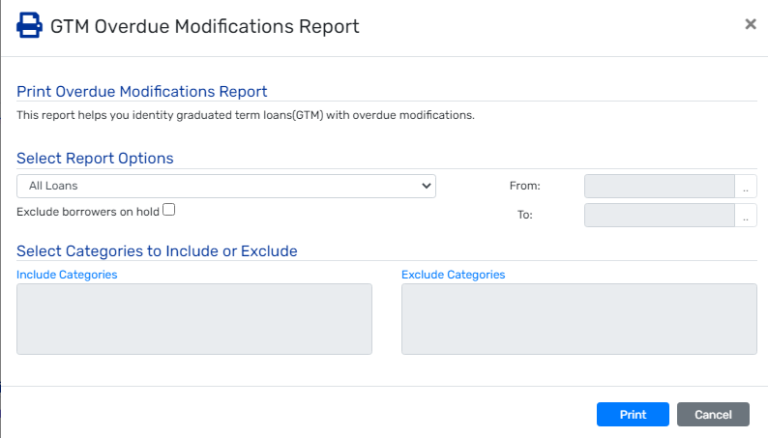 GTM Overdue Modifications Report
×
Print Overdue Modifications Report
This report helps you identity graduated term loans(GTM) with overdue modifications.
Select Report Options
All Loans
From:
..
Exclude borrowers on hold
To:
..
Select Categories to Include or Exclude
Include Categories
Exclude Categories
Print
Cancel